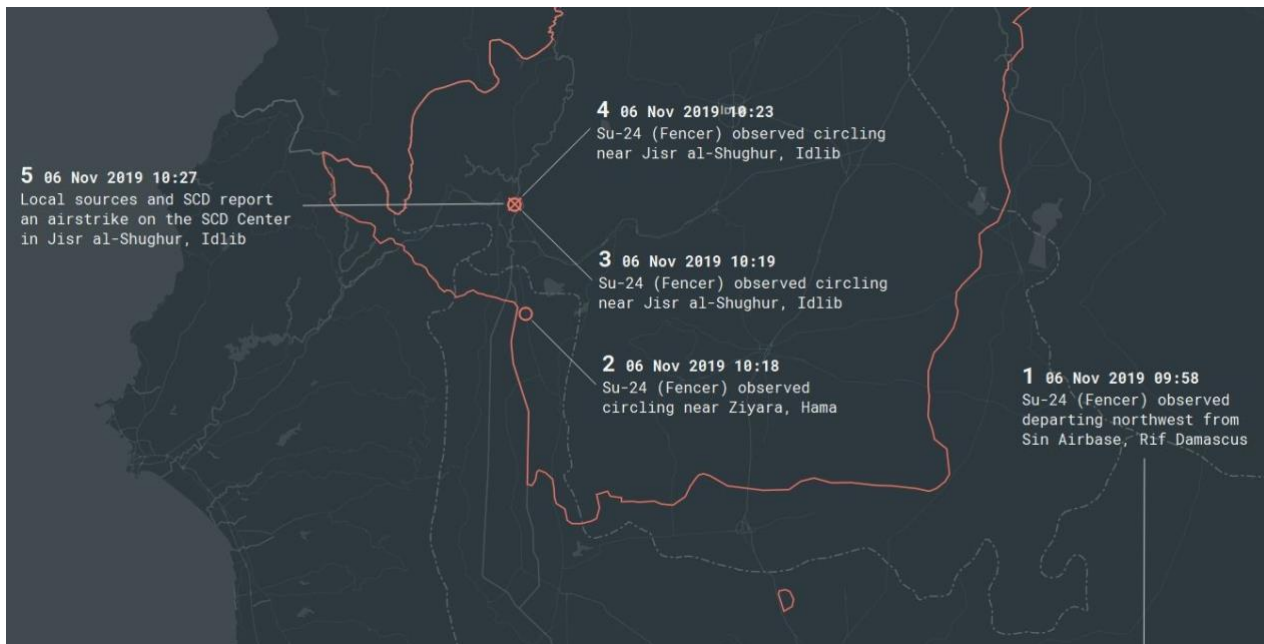 4 06 Nov 2019 10:23
Su-24 (Fencer) observed circling
near Jisr al-Shughur, Idlib
5 06 Nov 2019 10:27
Local sources and SCD report
an airstrike on the SCD Center
in Jisr al-Shughur, Idlib
3 06 Nov 2019 10:19
Su-24 (Fencer) observed circling
near Jisr al-Shughur, Idlib
2 06 Nov 2019 10:18
Su-24 (Fencer) observed
circling near Ziyara, Hama
1 06 Nov 2019 09:58
Su-24 (Fencer) observed
departing northwest from
Sin Airbase, Rif Damascus